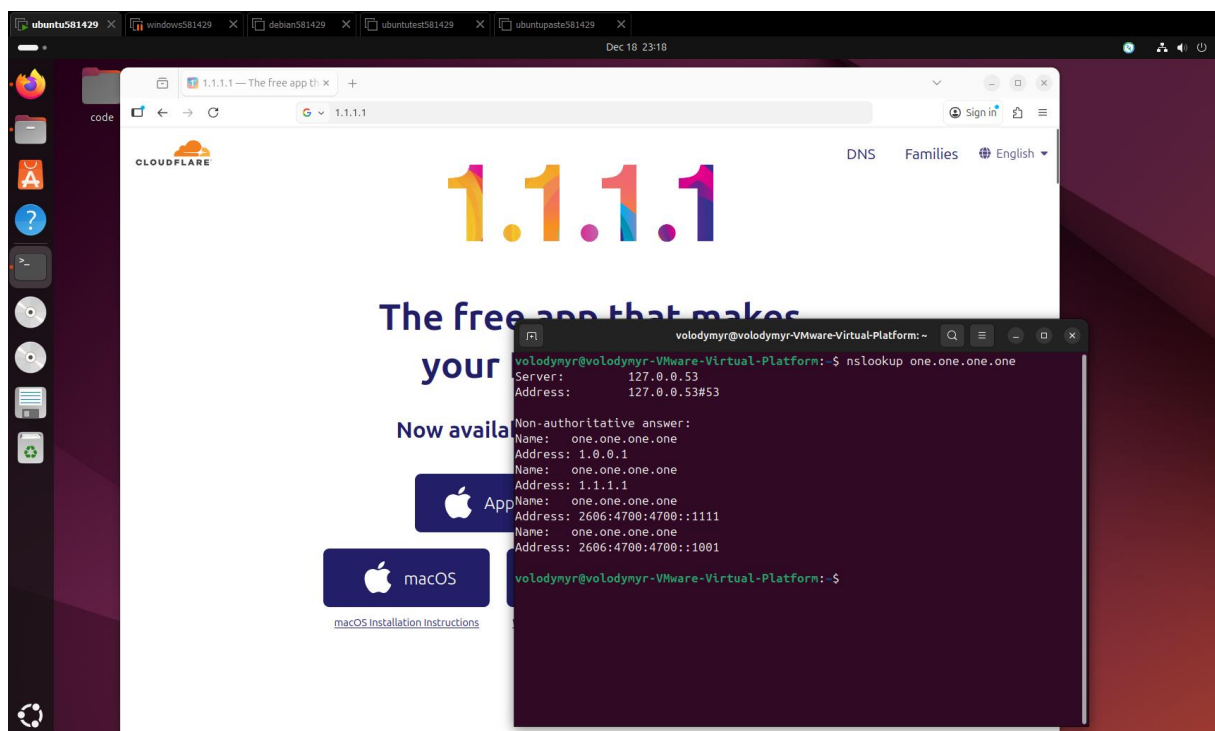 ubuntu581429
windows581429
debian581429
ubuntutest581429
ubuntupaste581429
Dec 18 23:18
code
1.1.1.1 — The free app th
1.1.1.1
Sign in
CLOUDFLARE
DNS
Families
English
1.1.1.1
The free app that makes
your
Now availa
App
macOS
macOS Installation Instructions
volodymyr@volodymyr-VMware-Virtual-Platform: ~
volodymyr@volodymyr-VMware-Virtual-Platform:~$ nslookup one.one.one.one
Server: 127.0.0.53
Address: 127.0.0.53#53
Non-authoritative answer:
Name: one.one.one.one
Address: 1.0.0.1
Name: one.one.one.one
Address: 1.1.1.1
Name: one.one.one.one
Address: 2606:4700:4700::1111
Name: one.one.one.one
Address: 2606:4700:4700::1001
volodymyr@volodymyr-VMware-Virtual-Platform:~$